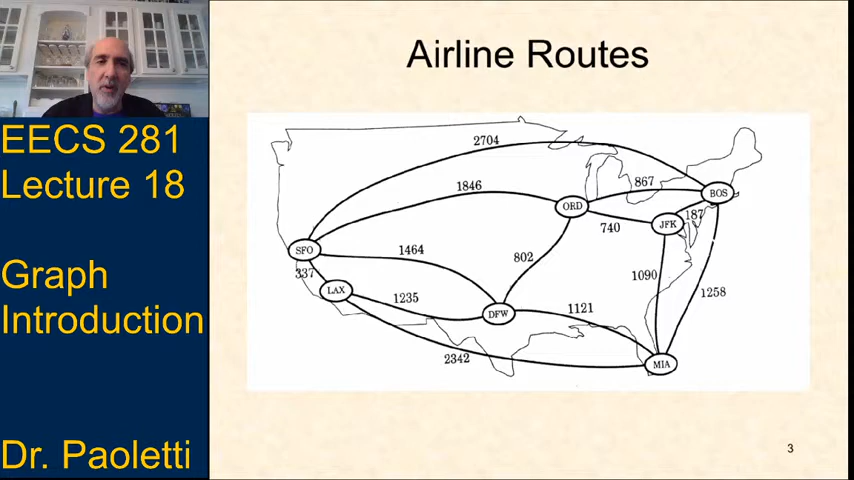 EECS 281
Lecture 18
Graph
Introduction
Dr. Paoletti
Airline Routes
2704
867
BOS
1846
ORD
187
JFK
740
SFO
1464
802
337
1090
LAX
1235
1258
DFW
1121
2342
MIA
3